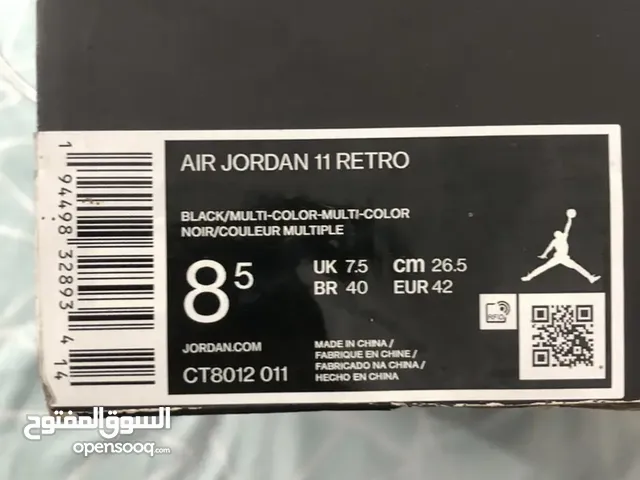 AIR JORDAN 11 RETRO
BLACK/MULTI-COLOR-MULTI-COLOR
NOIR/COULEUR MULTIPLE
8⁵
UK 7.5 cm 26.5
BR 40 EUR 42
RFID
JORDAN.COM
CT8012 011
MADE IN CHINA /
FABRIQUE EN CHINE /
FABRICADO NA CHINA /
HECHO EN CHINA
1 94498 32893 4 14
السوق المفتوح
opensooq.com